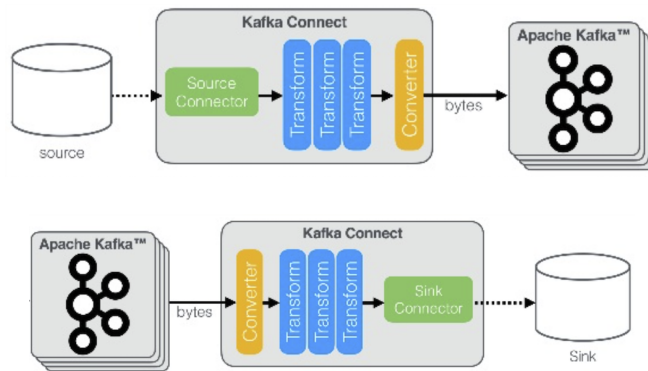 Kafka Connect
Apache Kafka™
Source
Connector
Transform
Transform
Transform
Converter
bytes
source
Apache Kafka™
Kafka Connect
bytes
Converter
Transform
Transform
Transform
Sink
Connector
Sink